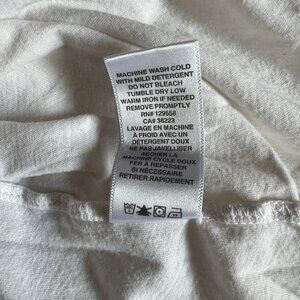 MACHINE WASH COLD
WITH MILD DETERGENT
DO NOT BLEACH
TUMBLE DRY LOW
WARM IRON IF NEEDED
REMOVE PROMPTLY
RN# 129558
CA# 38223
LAVAGE EN MACHINE
À FROID AVEC UN
DÉTERGENT DOUX
NE PAS JAVELLISER
SÉCHER LA
MACHINE CYCLE DOUX
FER À REPASSER
SI NÉCESSAIRE
RETIRER RAPIDEMENT